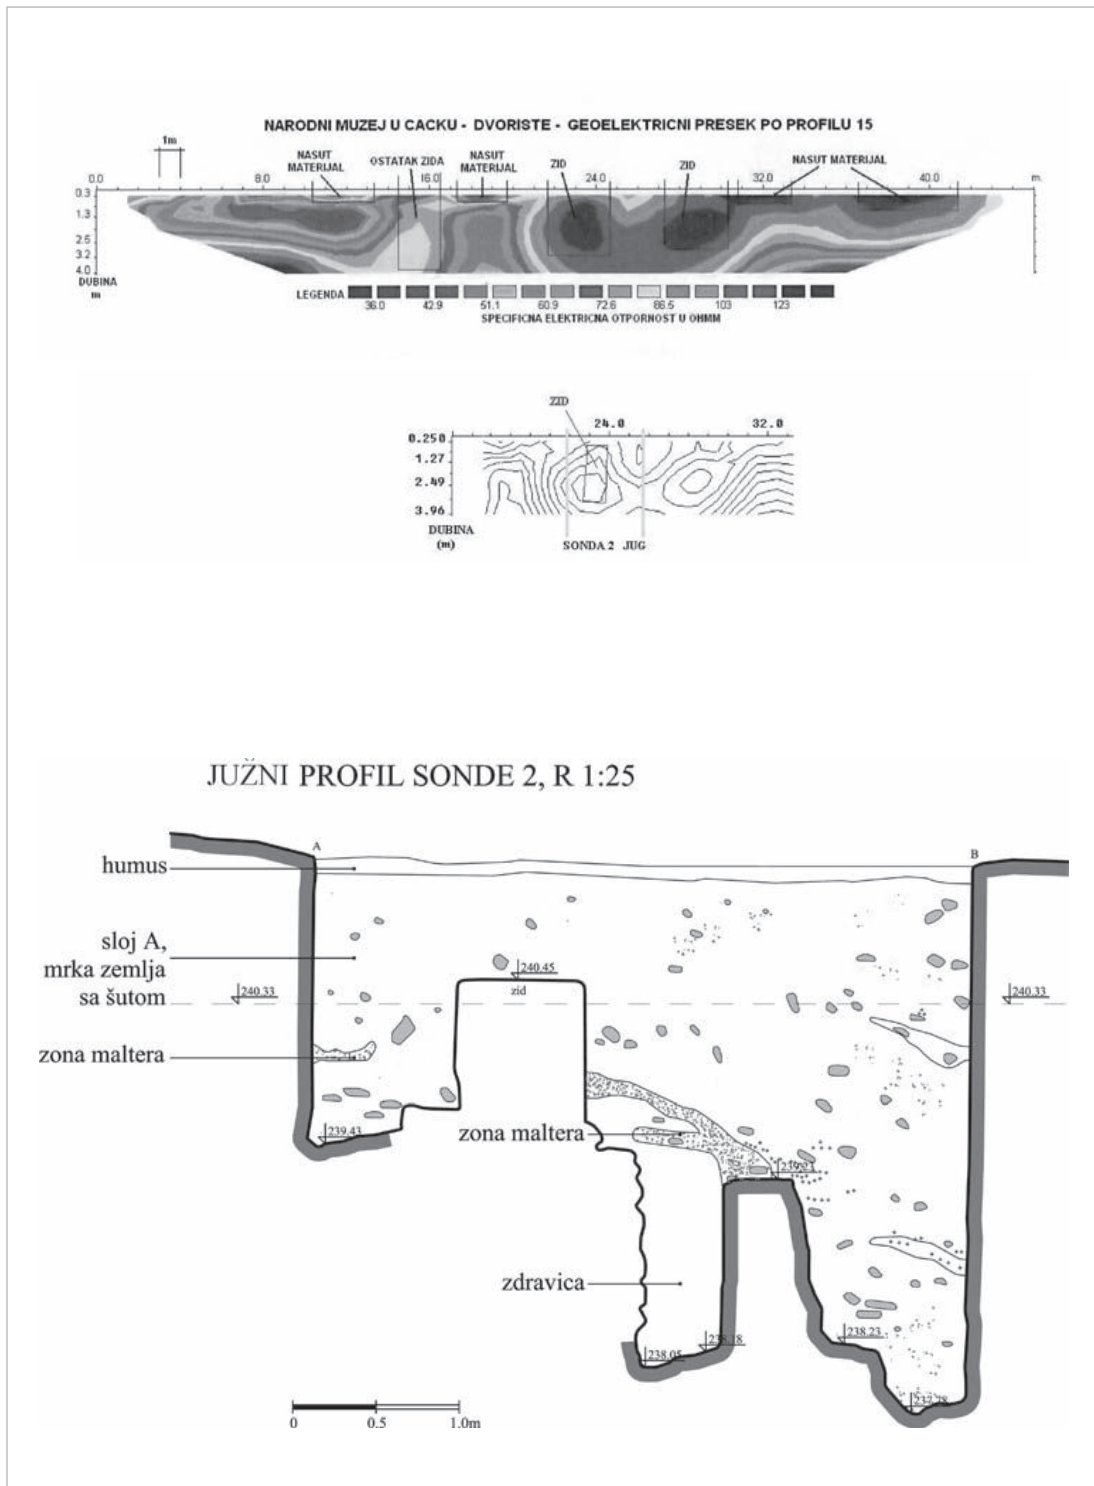 NARODNI MUZEJ U CACKU - DVORISTE - GEOELEKTRICNI PRESEK PO PROFILU 15
1m
NASUT MATERIJAL
OSTATAK ZIDA
NASUT MATERIJAL
ZID
ZID
NASUT MATERIJAL
0.0 8.0 16.0 24.0 32.0 40.0 m.
0.3
1.3
2.5
3.2
4.0
DUBINA
m
LEGENDA
36.0 42.9 51.1 60.9 72.6 86.5 103 123
SPECIFICNA ELEKTRICNA OTPORNOST U OHMM
ZID
24.0 32.0
0.250
1.27
2.49
3.96
DUBINA
(m)
SONDA 2 JUG
JUŽNI PROFIL SONDE 2, R 1:25
A
B
humus
sloj A,
mrka zemlja
sa šutom
240.45
zid
240.33
240.33
zona maltera
239.43
zona maltera
239.23
zdravica
238.05
238.18
238.23
237.78
0 0.5 1.0m